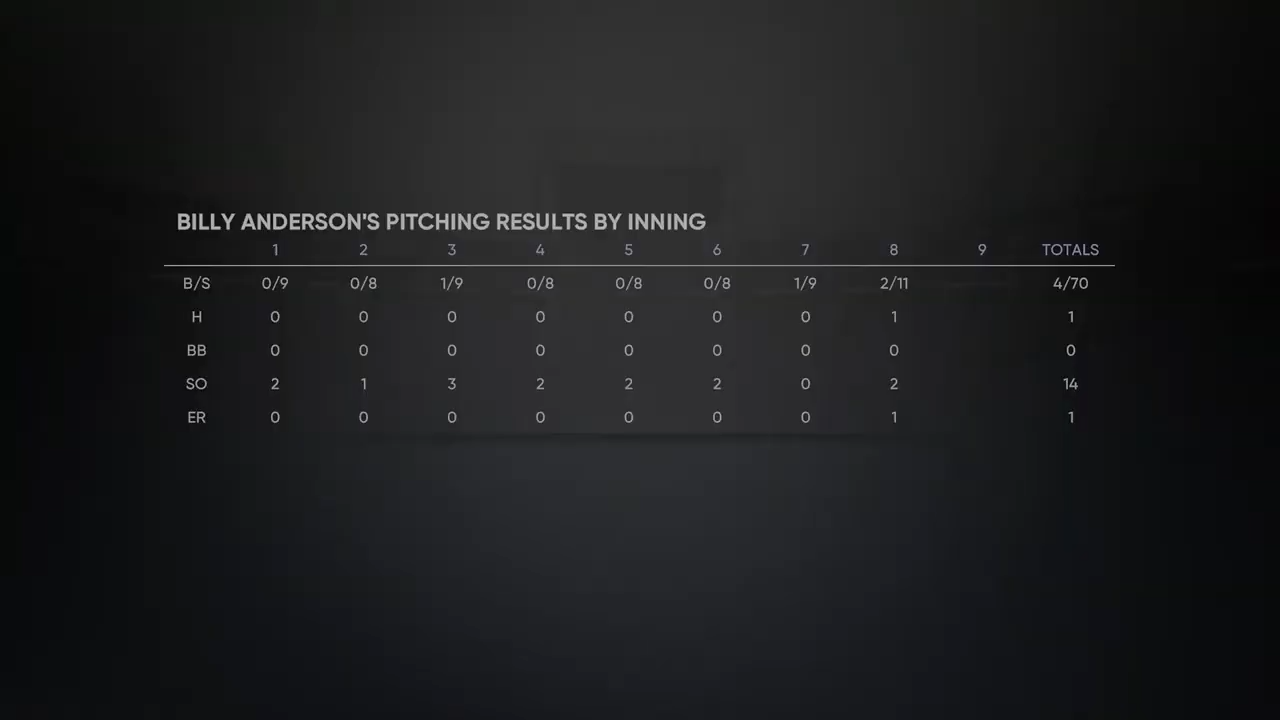 BILLY ANDERSON'S PITCHING RESULTS BY INNING
1 2 3 4 5 6 7 8 9 TOTALS
B/S 0/9 0/8 1/9 0/8 0/8 0/8 1/9 2/11 4/70
H 0 0 0 0 0 0 0 1 1
BB 0 0 0 0 0 0 0 0 0
SO 2 1 3 2 2 2 0 2 14
ER 0 0 0 0 0 0 0 1 1